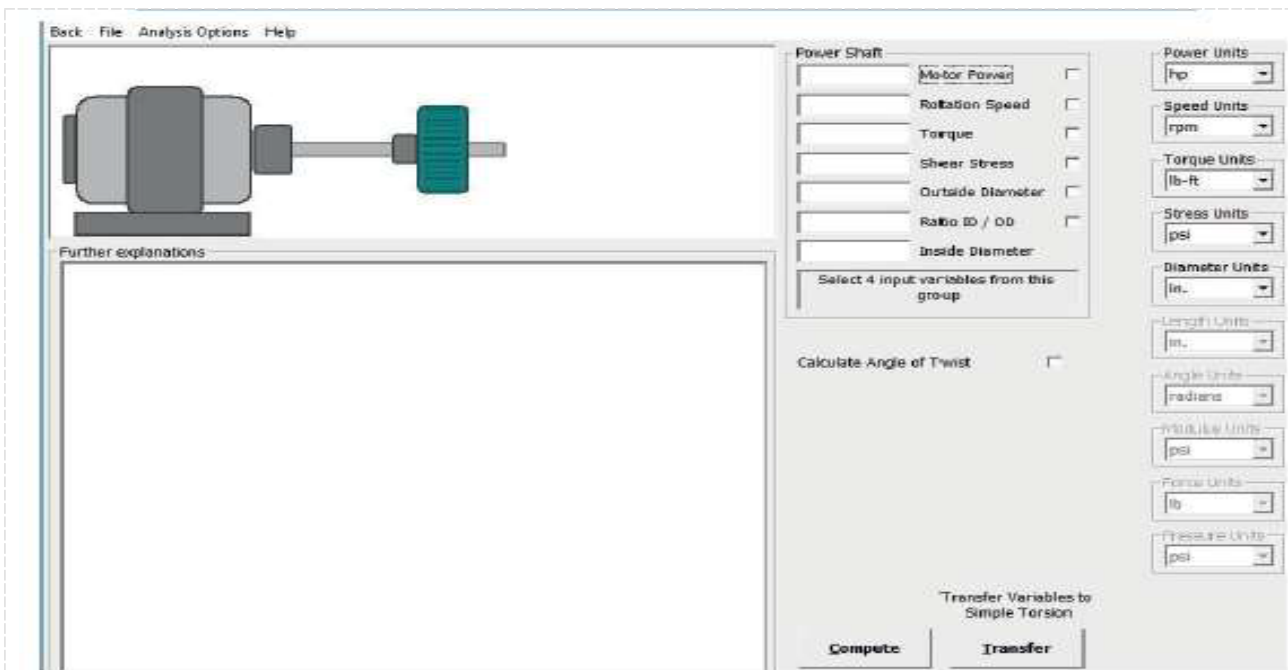 Back File Analysis Options Help
Power Shaft
Motor Power
Rotation Speed
Torque
Shear Stress
Outside Diameter
Ratio ID / OD
Inside Diameter
Select 4 input variables from this
group
Calculate Angle of Twist
Further explanations
Power Units
hp
Speed Units
rpm
Torque Units
lb-ft
Stress Units
psi
Diameter Units
in.
Length Units
in.
Angle Units
radians
Modulus Units
psi
Force Units
lb
Pressure Units
psi
Transfer Variables to
Simple Torsion
Compute
Transfer